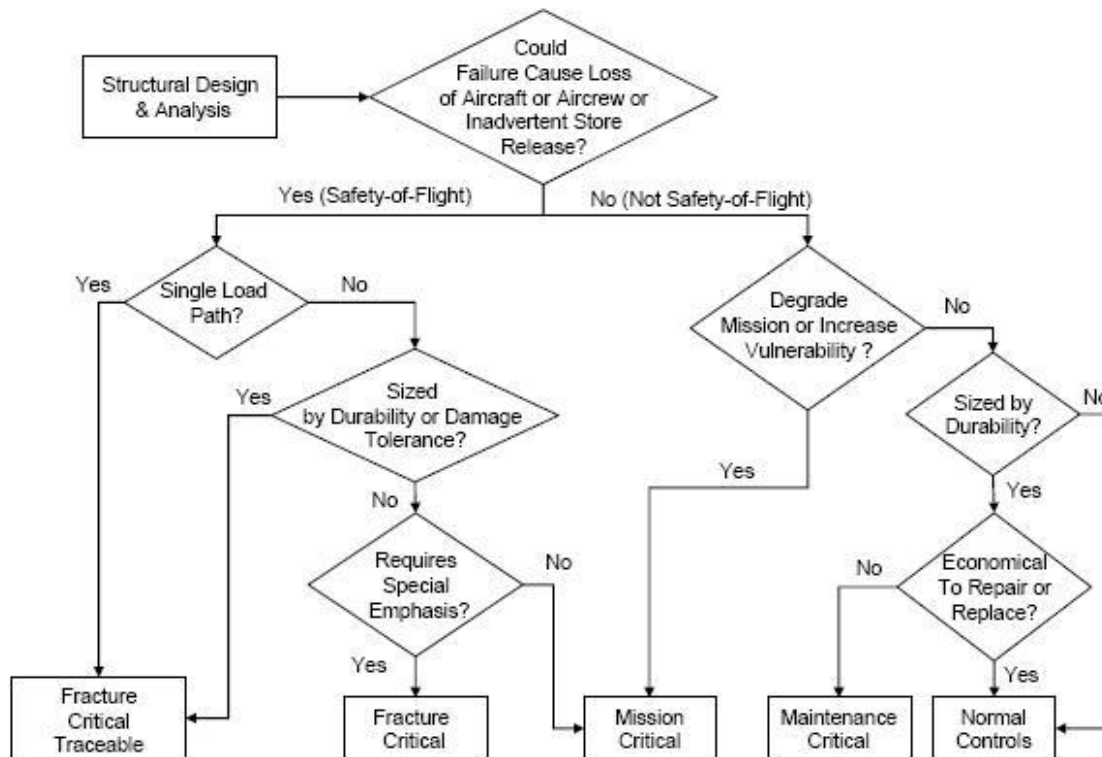 Could
Failure Cause Loss
of Aircraft or Aircrew or
Inadvertent Store
Release?
Structural Design
& Analysis
Yes (Safety-of-Flight)
No (Not Safety-of-Flight)
Yes
Single Load
Path?
No
Degrade
Mission or Increase
Vulnerability ?
No
Yes
Sized
by Durability or Damage
Tolerance?
Sized by
Durability?
No
Yes
Yes
No
Requires
Special
Emphasis?
No
No
Economical
To Repair or
Replace?
Yes
Yes
Fracture
Critical
Traceable
Fracture
Critical
Mission
Critical
Maintenance
Critical
Normal
Controls